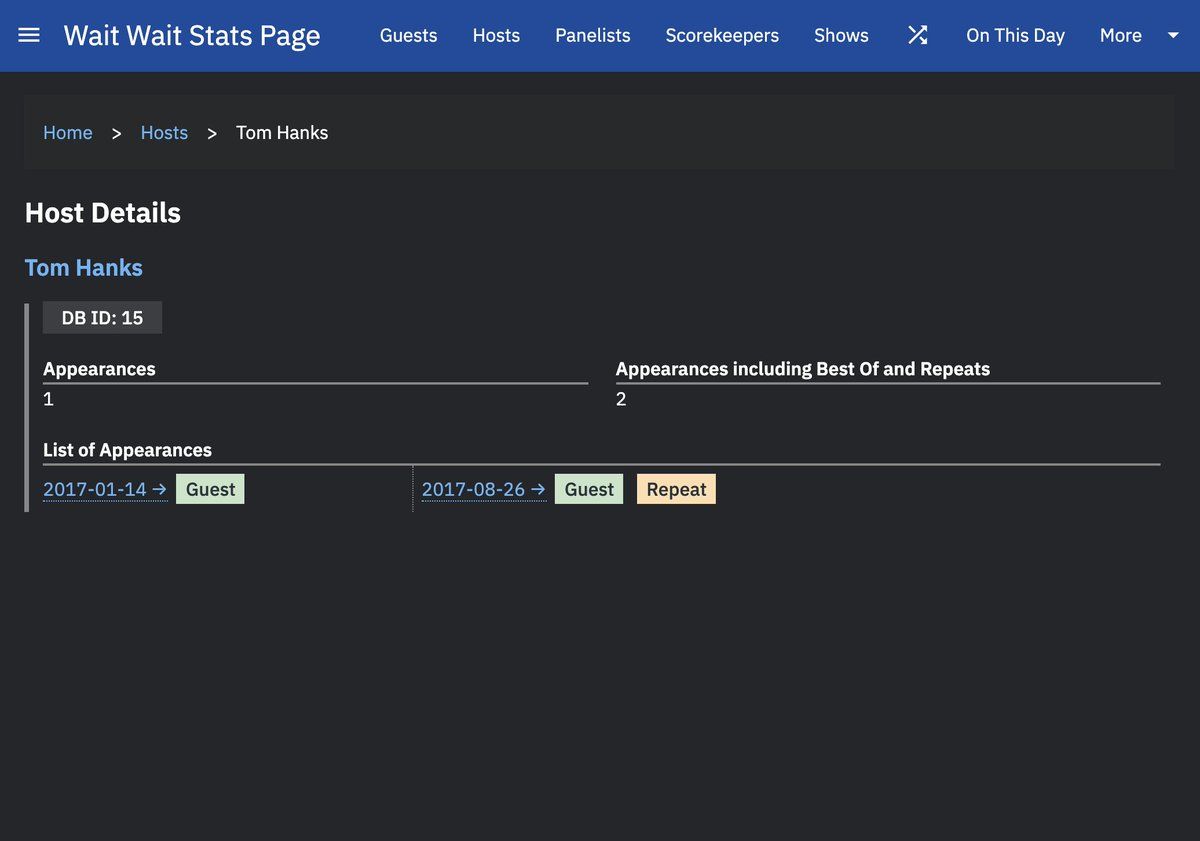 Wait Wait Stats Page Guests Hosts Panelists Scorekeepers Shows On This Day More
Home > Hosts > Tom Hanks
Host Details
Tom Hanks
DB ID: 15
Appearances Appearances including Best Of and Repeats
1 2
List of Appearances
2017-01-14 → Guest 2017-08-26 → Guest Repeat